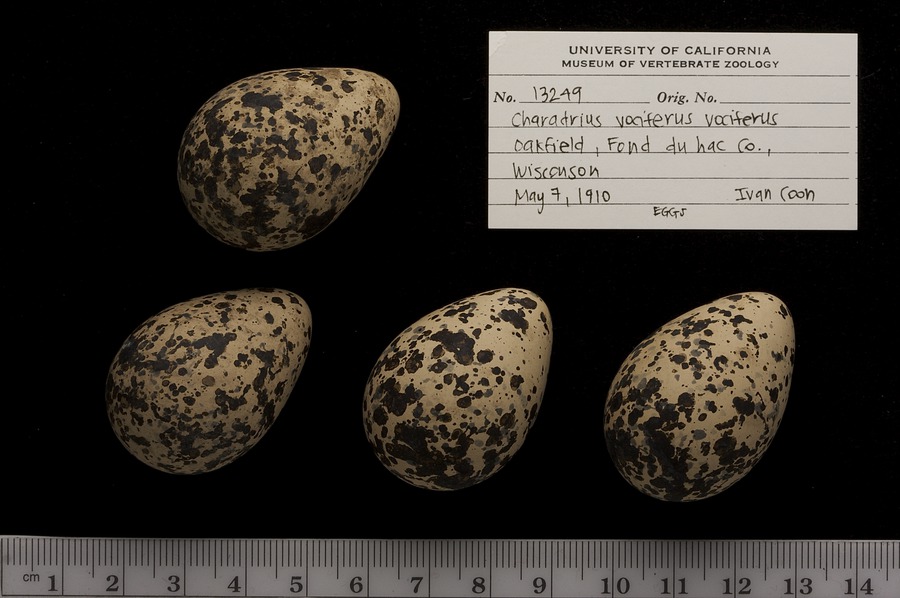 UNIVERSITY OF CALIFORNIA
MUSEUM OF VERTEBRATE ZOOLOGY
No. 13249 Orig. No.
Charadrius vociferus vociferus
Oakfield, Fond du Lac Co.,
Wisconson
May 7, 1910 Ivan Coon
EGGS
cm 1 2 3 4 5 6 7 8 9 10 11 12 13 14